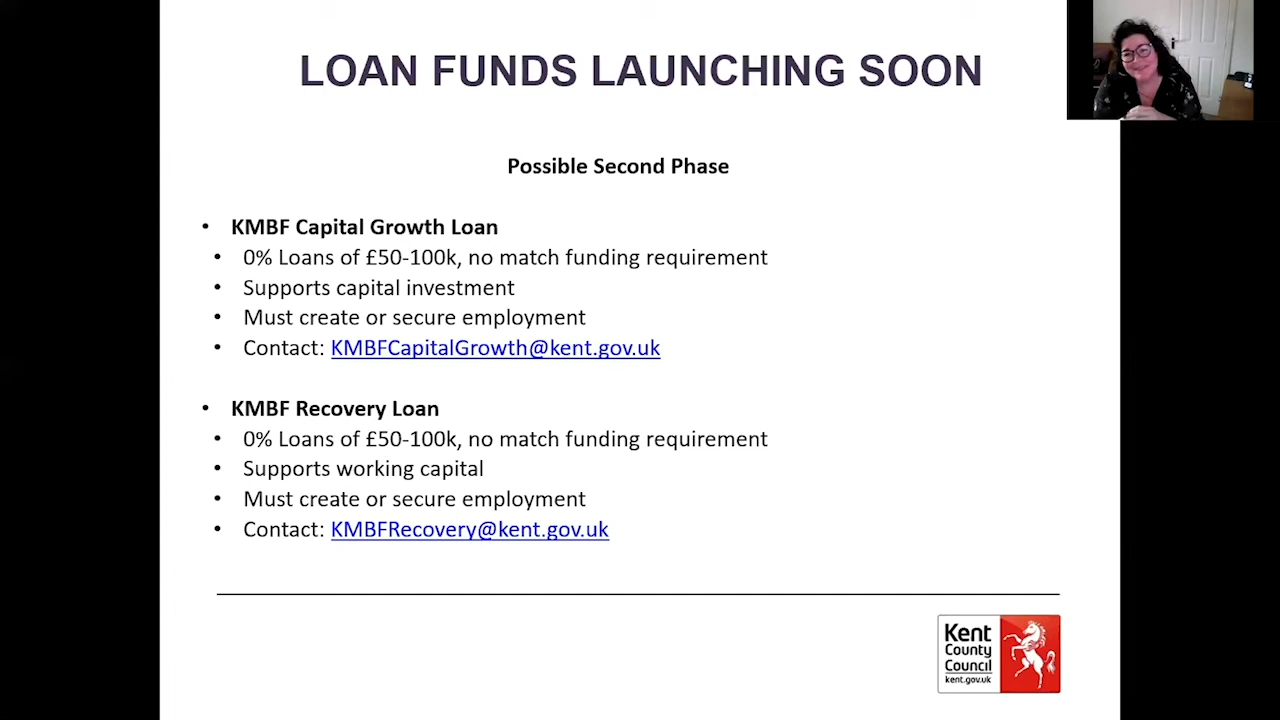 LOAN FUNDS LAUNCHING SOON
Possible Second Phase
• KMBF Capital Growth Loan
• 0% Loans of £50-100k, no match funding requirement
• Supports capital investment
• Must create or secure employment
• Contact: KMBFCapitalGrowth@kent.gov.uk
• KMBF Recovery Loan
• 0% Loans of £50-100k, no match funding requirement
• Supports working capital
• Must create or secure employment
• Contact: KMBFRecovery@kent.gov.uk
Kent
County
Council
kent.gov.uk